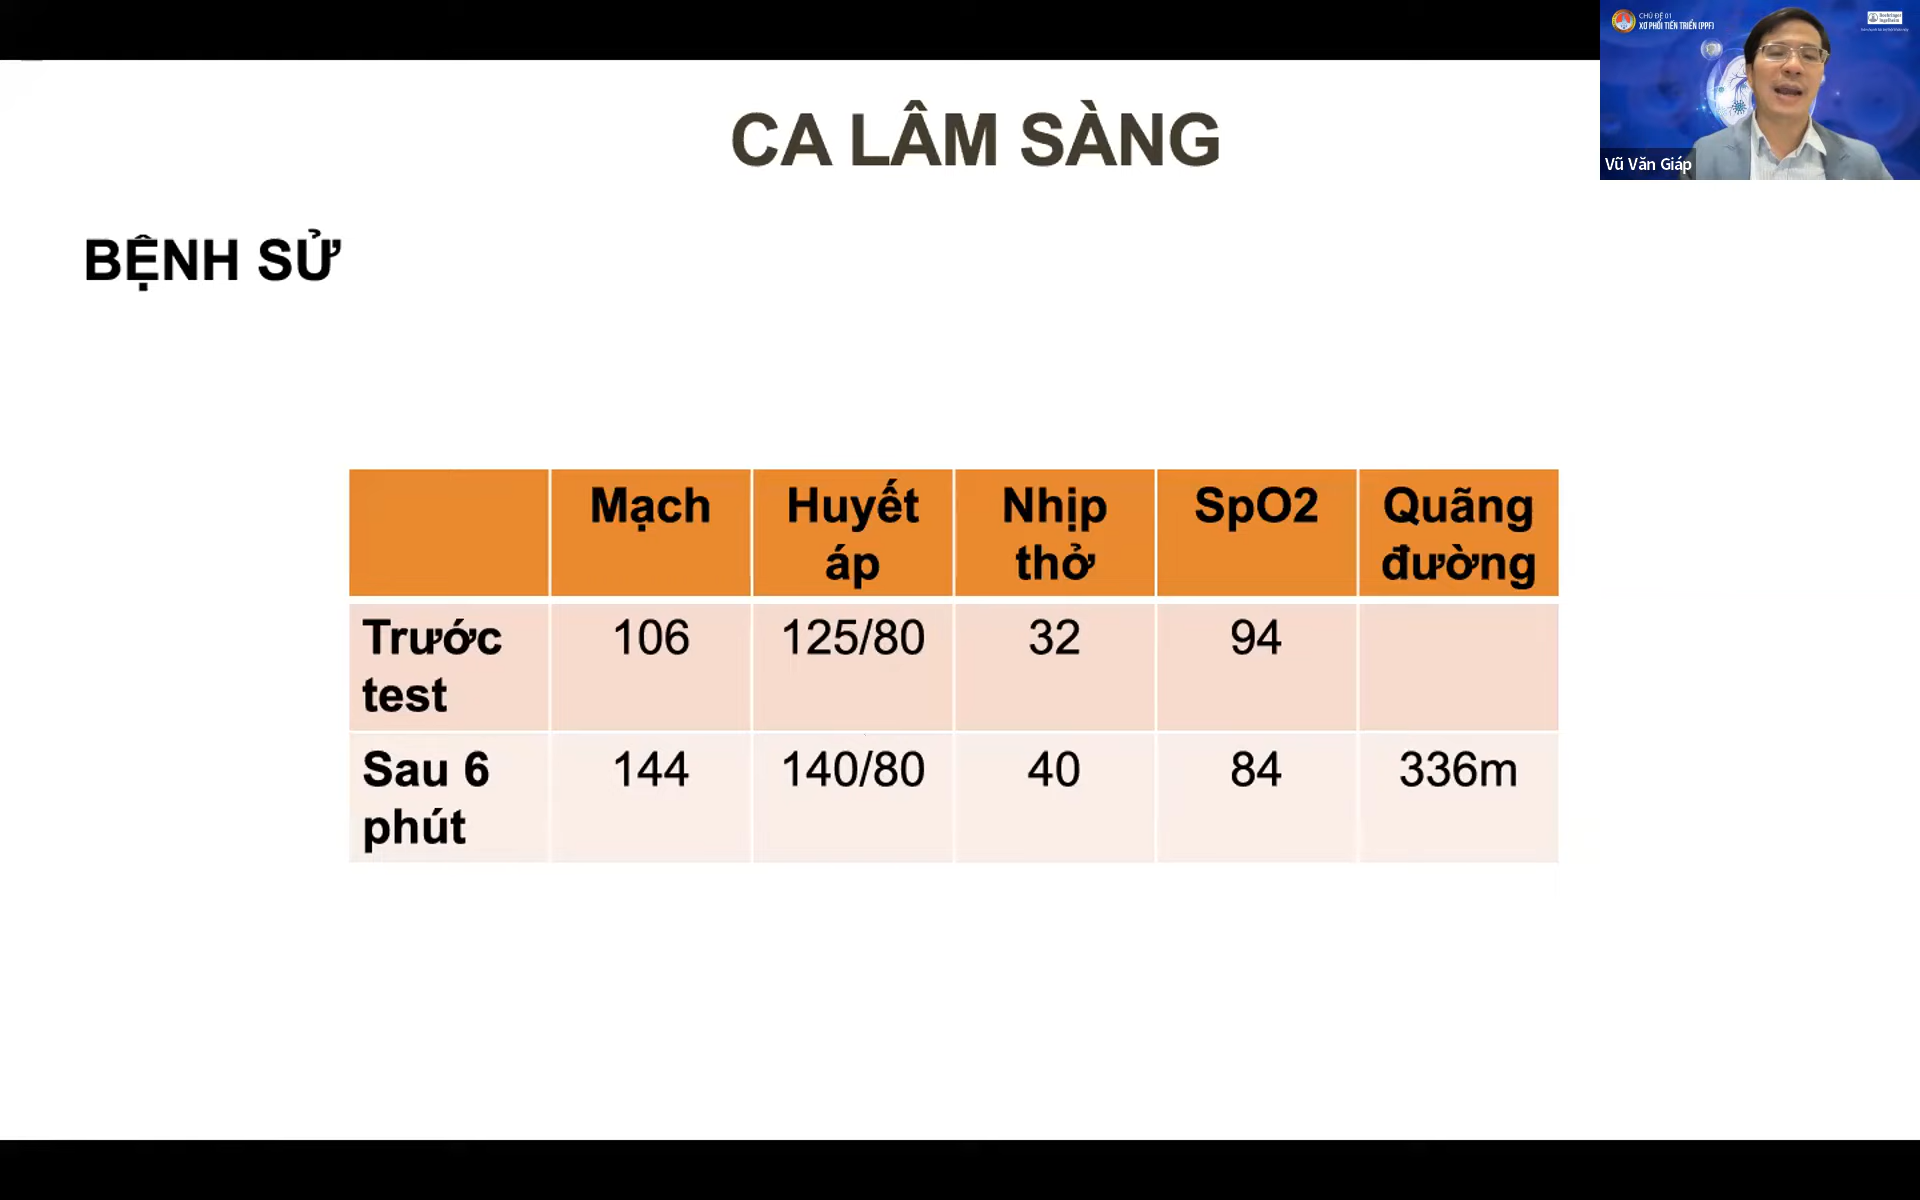 CHỦ ĐỀ 01
XƠ PHỔI TIẾN TRIỂN (PPF)
Boehringer
Ingelheim
Vũ Văn Giáp
CA LÂM SÀNG
BỆNH SỬ
Mạch
Huyết áp
Nhịp thở
SpO2
Quãng đường
Trước test
106
125/80
32
94
Sau 6 phút
144
140/80
40
84
336m